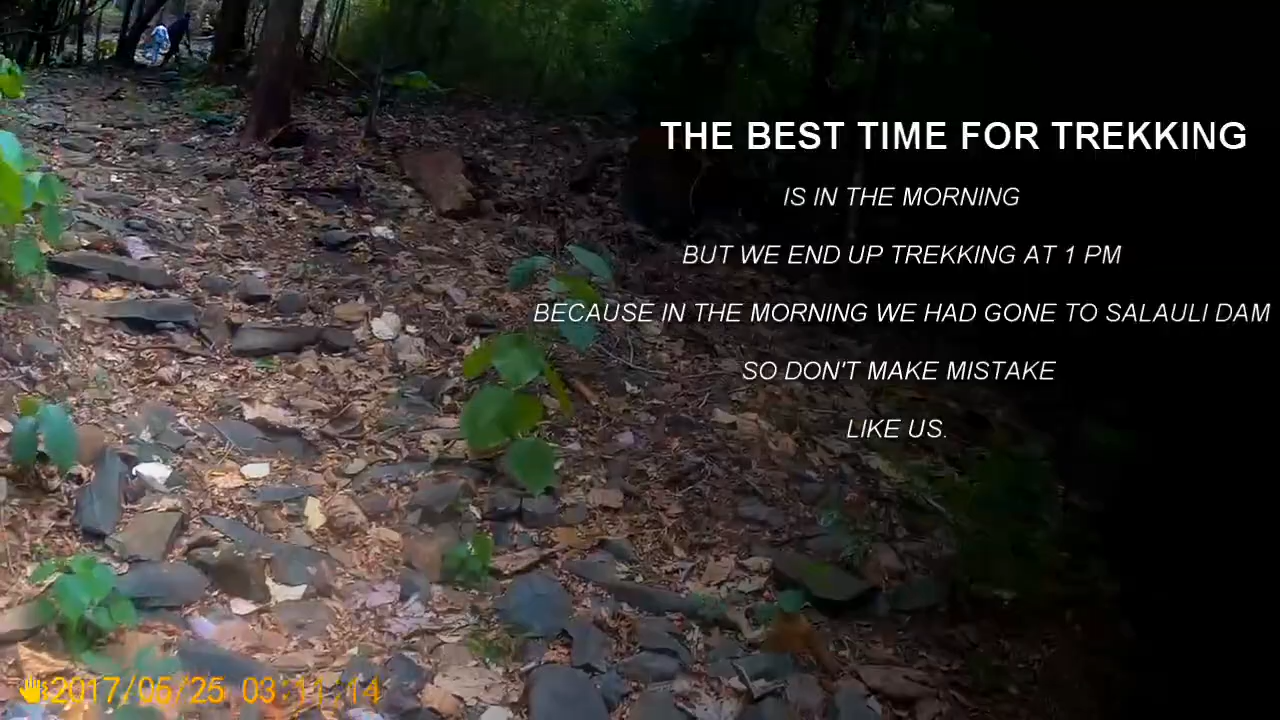 THE BEST TIME FOR TREKKING
IS IN THE MORNING
BUT WE END UP TREKKING AT 1 PM
BECAUSE IN THE MORNING WE HAD GONE TO SALAULI DAM
SO DON'T MAKE MISTAKE
LIKE US.
2017/05/25 03:11:14